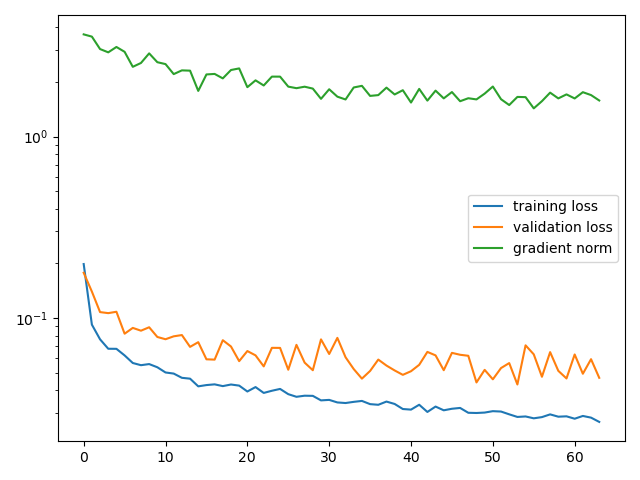 10⁰
10⁻¹
training loss
validation loss
gradient norm
0 10 20 30 40 50 60